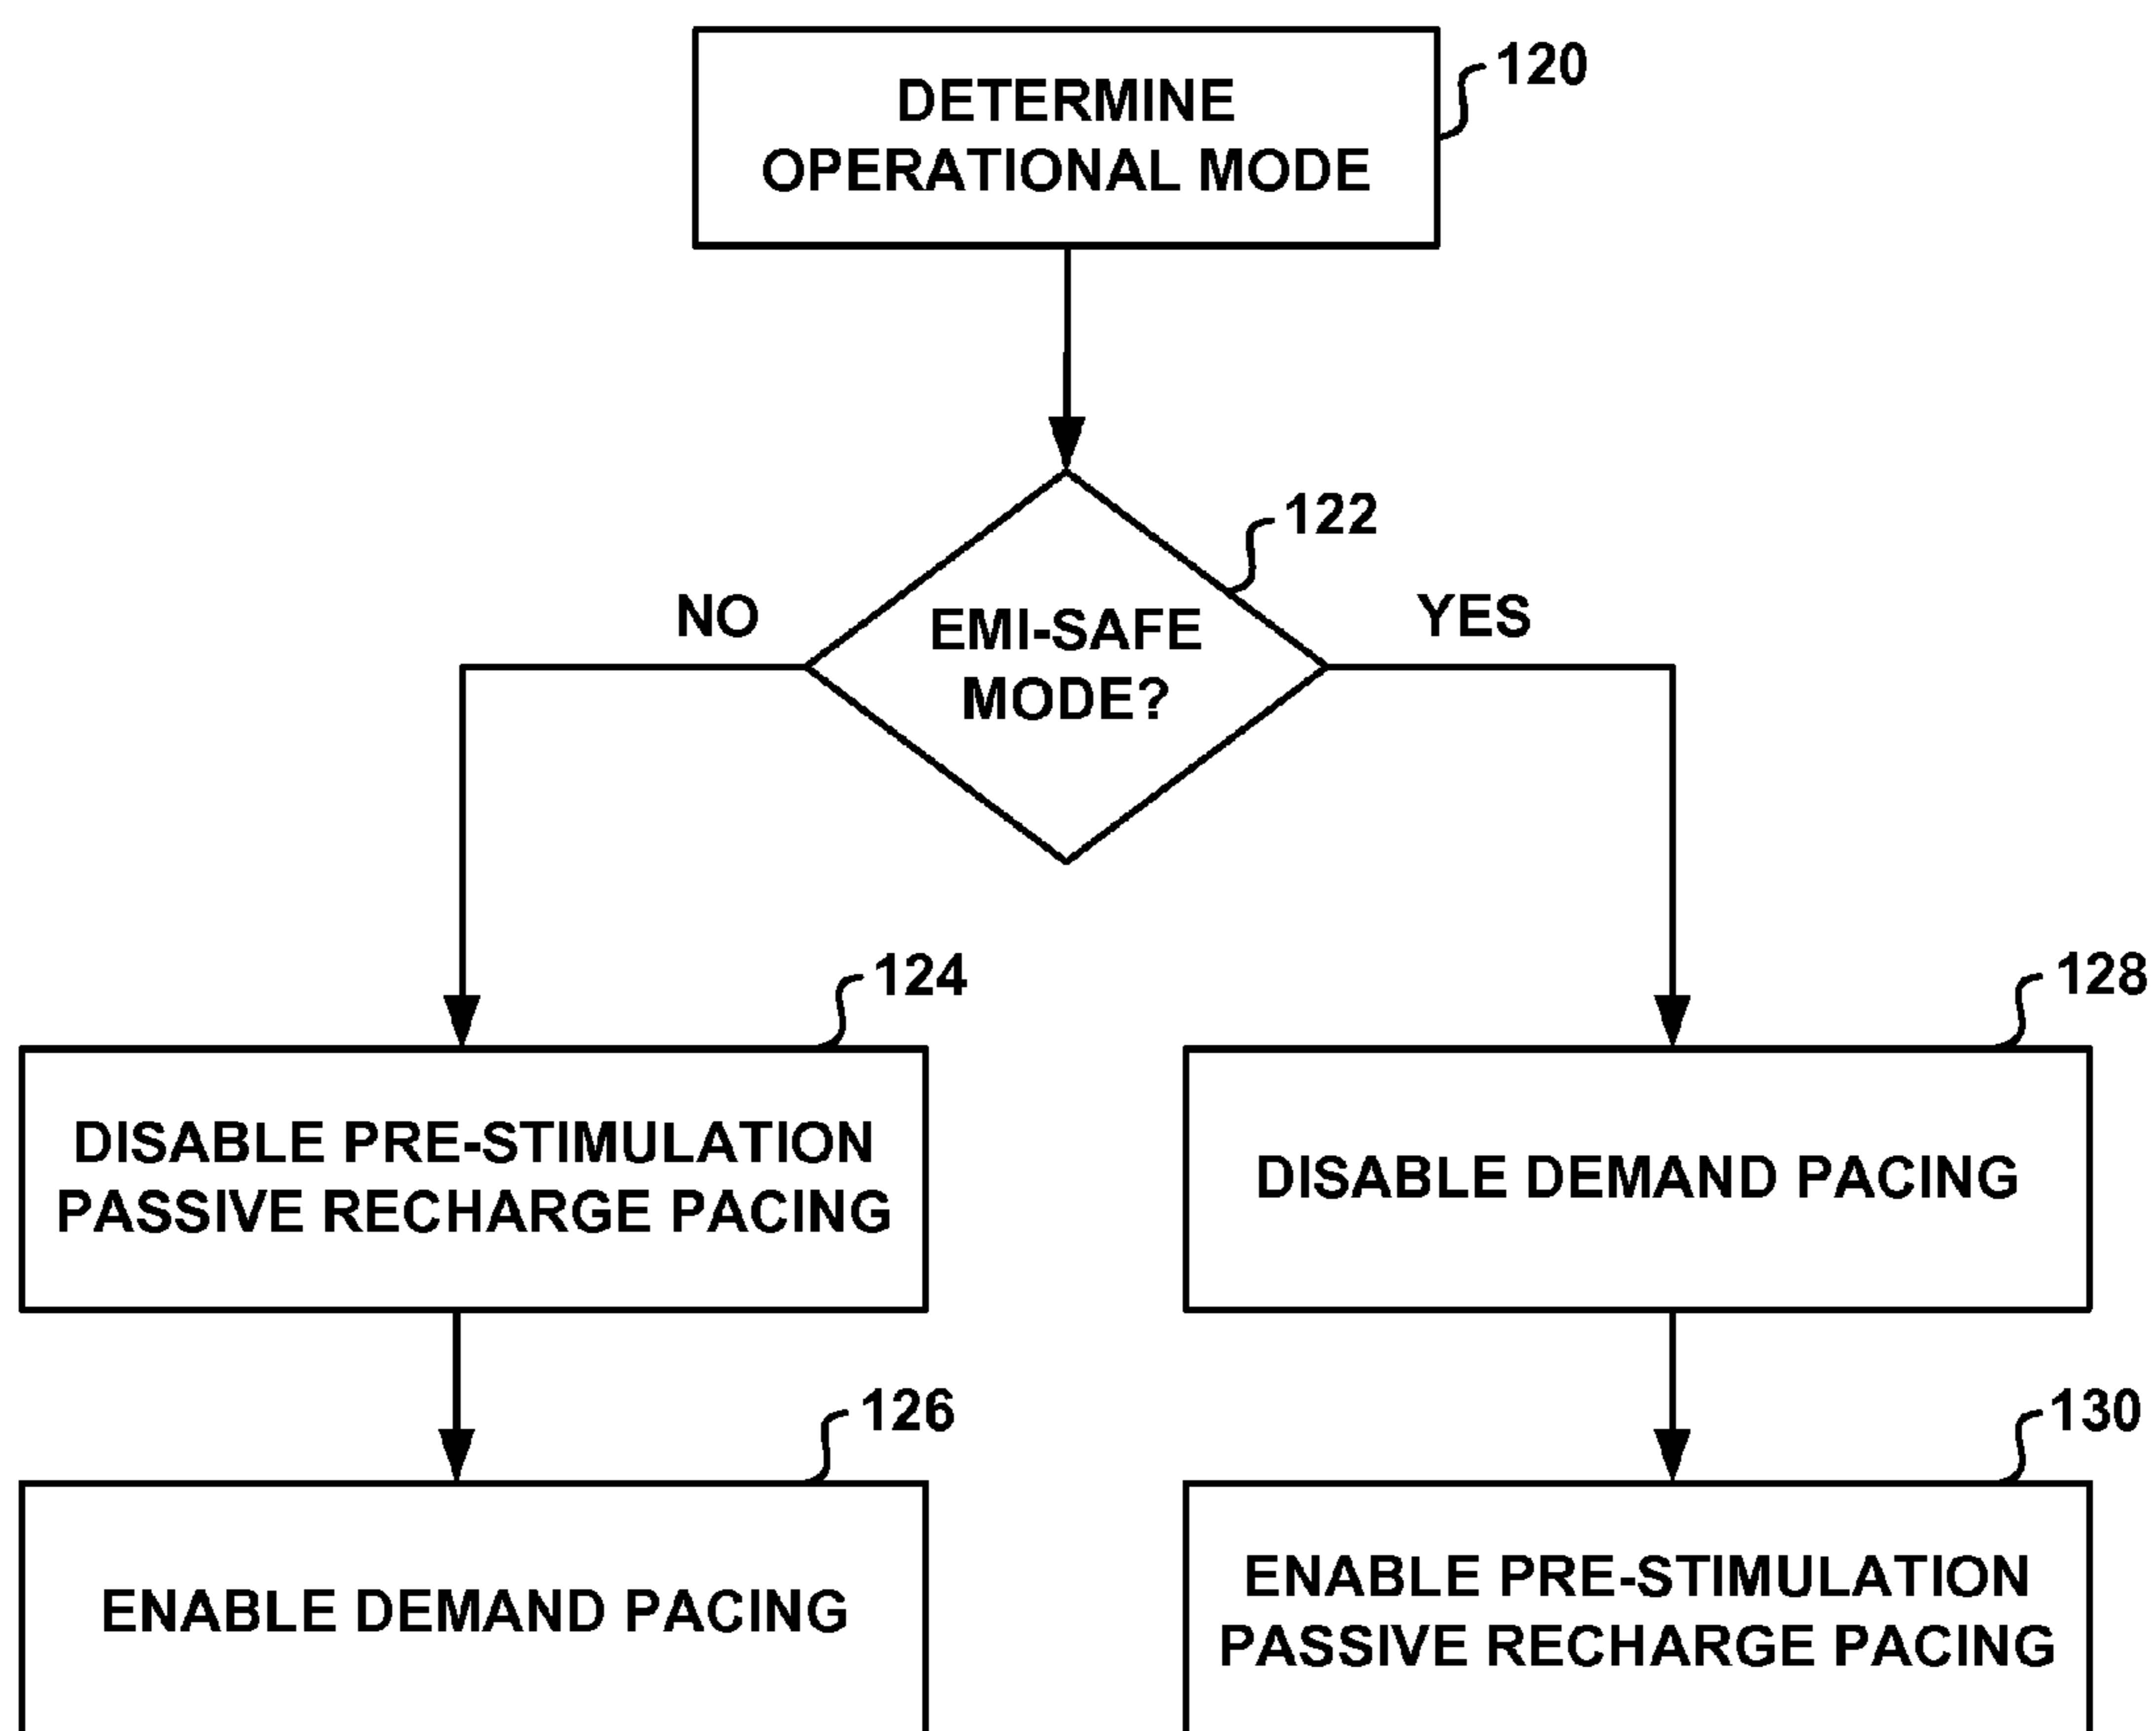 DETERMINE
OPERATIONAL MODE
120
122
NO
EMI-SAFE
MODE?
YES
124
128
DISABLE PRE-STIMULATION
PASSIVE RECHARGE PACING
DISABLE DEMAND PACING
126
130
ENABLE DEMAND PACING
ENABLE PRE-STIMULATION
PASSIVE RECHARGE PACING